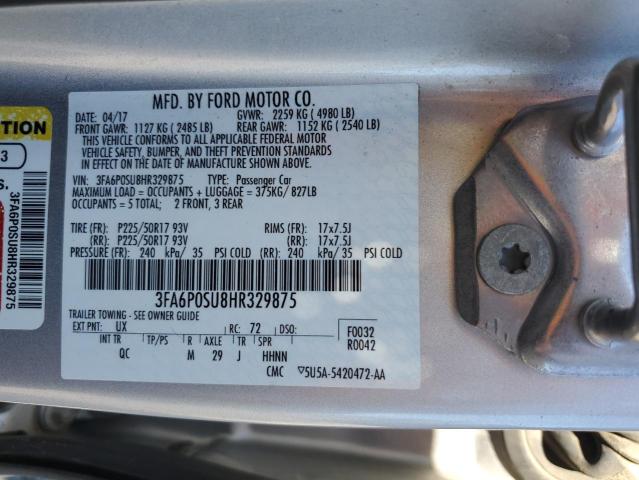 MFD. BY FORD MOTOR CO.
DATE: 04/17 GVWR: 2259 KG ( 4980 LB)
FRONT GAWR: 1127 KG ( 2485 LB) REAR GAWR: 1152 KG ( 2540 LB)
THIS VEHICLE CONFORMS TO ALL APPLICABLE FEDERAL MOTOR
VEHICLE SAFETY, BUMPER, AND THEFT PREVENTION STANDARDS
IN EFFECT ON THE DATE OF MANUFACTURE SHOWN ABOVE.
VIN: 3FA6P0SU8HR329875 TYPE: Passenger Car
MAXIMUM LOAD = OCCUPANTS + LUGGAGE = 375KG/ 827LB
OCCUPANTS = 5 TOTAL; 2 FRONT, 3 REAR
TIRE (FR): P225/50R17 93V RIMS (FR): 17x7.5J
(RR): P225/50R17 93V (RR): 17x7.5J
PRESSURE (FR): 240 kPa/ 35 PSI COLD (RR): 240 kPa/ 35 PSI COLD
3FA6P0SU8HR329875
TRAILER TOWING - SEE OWNER GUIDE
EXT PNT: UX RC: 72 DSO: F0032
INT TR TP/PS R AXLE TR SPR R0042
QC M 29 J HHNN
CMC ▽5U5A-5420472-AA
TION
3
S.
3FA6P0SU8HR329875